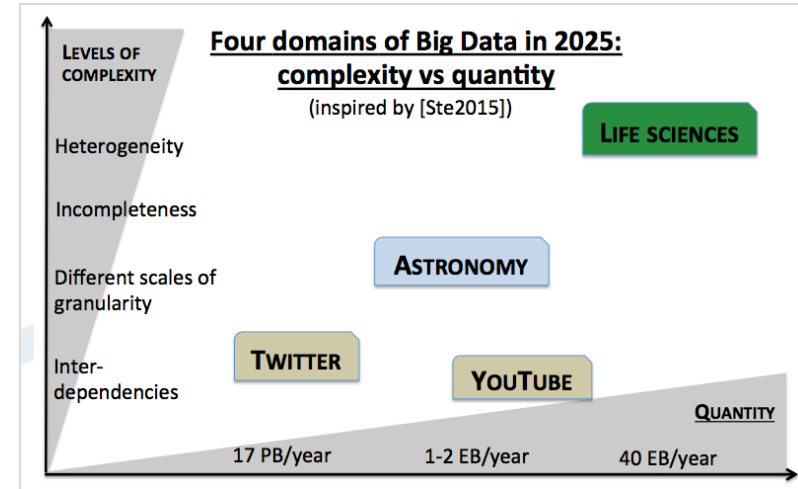 Four domains of Big Data in 2025:
complexity vs quantity
(inspired by [Ste2015])
LEVELS OF
COMPLEXITY
Heterogeneity
Incompleteness
Different scales of
granularity
Inter-
dependencies
LIFE SCIENCES
ASTRONOMY
TWITTER
YOUTUBE
QUANTITY
17 PB/year
1-2 EB/year
40 EB/year